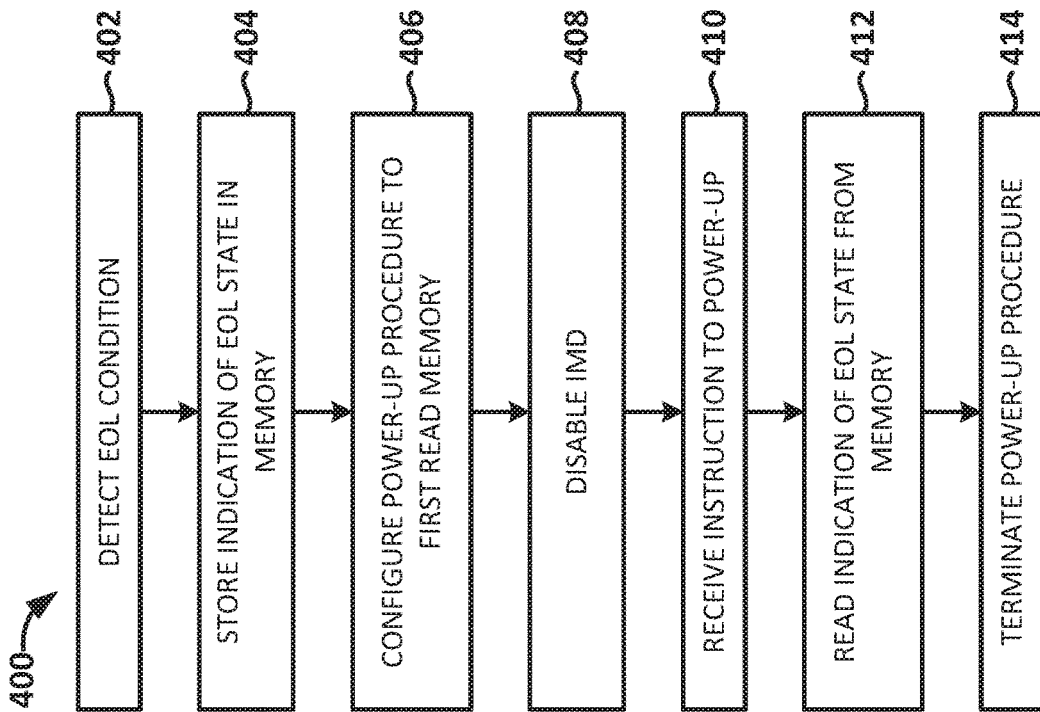 400
DETECT EOL CONDITION
402
STORE INDICATION OF EOL STATE IN
MEMORY
404
CONFIGURE POWER-UP PROCEDURE TO
FIRST READ MEMORY
406
DISABLE IMD
408
RECEIVE INSTRUCTION TO POWER-UP
410
READ INDICATION OF EOL STATE FROM
MEMORY
412
TERMINATE POWER-UP PROCEDURE
414